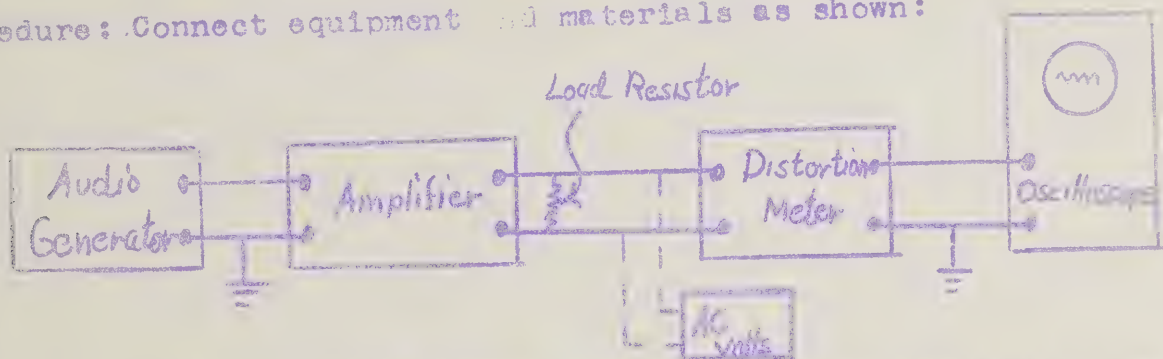 edure: Connect equipment materials as shown:
Load Resistor
Audio
Generator
Amplifier
Distortion
Meter
Oscilloscope
AC
Volts